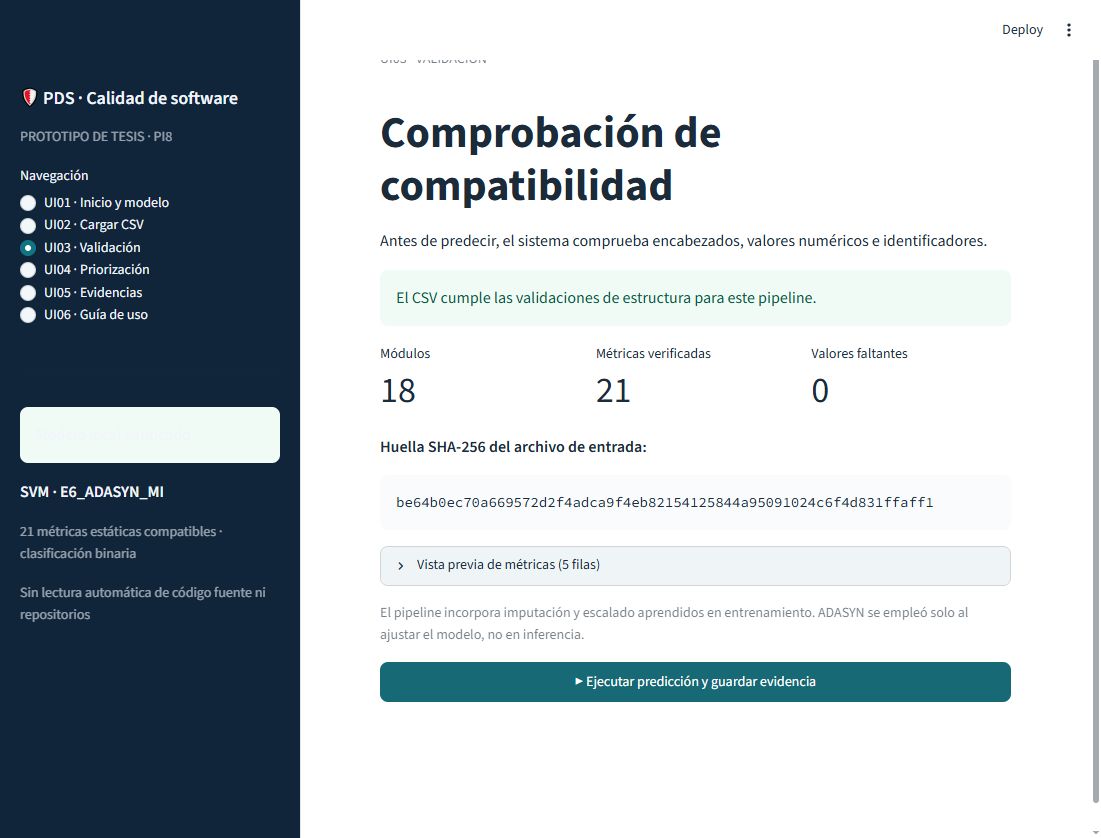 Deploy
PDS · Calidad de software
PROTOTIPO DE TESIS · PI8
Navegación
UI01 · Inicio y modelo
UI02 · Cargar CSV
UI03 · Validación
UI04 · Priorización
UI05 · Evidencias
UI06 · Guía de uso
SVM · E6_ADASYN_MI
21 métricas estáticas compatibles ·
clasificación binaria
Sin lectura automática de código fuente ni
repositorios
UI03 · VALIDACIÓN
Comprobación de
compatibilidad
Antes de predecir, el sistema comprueba encabezados, valores numéricos e identificadores.
El CSV cumple las validaciones de estructura para este pipeline.
Módulos
Métricas verificadas
Valores faltantes
18
21
0
Huella SHA-256 del archivo de entrada:
be64b0ec70a669572d2f4adca9f4eb82154125844a95091024c6f4d831ffaff1
Vista previa de métricas (5 filas)
El pipeline incorpora imputación y escalado aprendidos en entrenamiento. ADASYN se empleó solo al
ajustar el modelo, no en inferencia.
▸ Ejecutar predicción y guardar evidencia